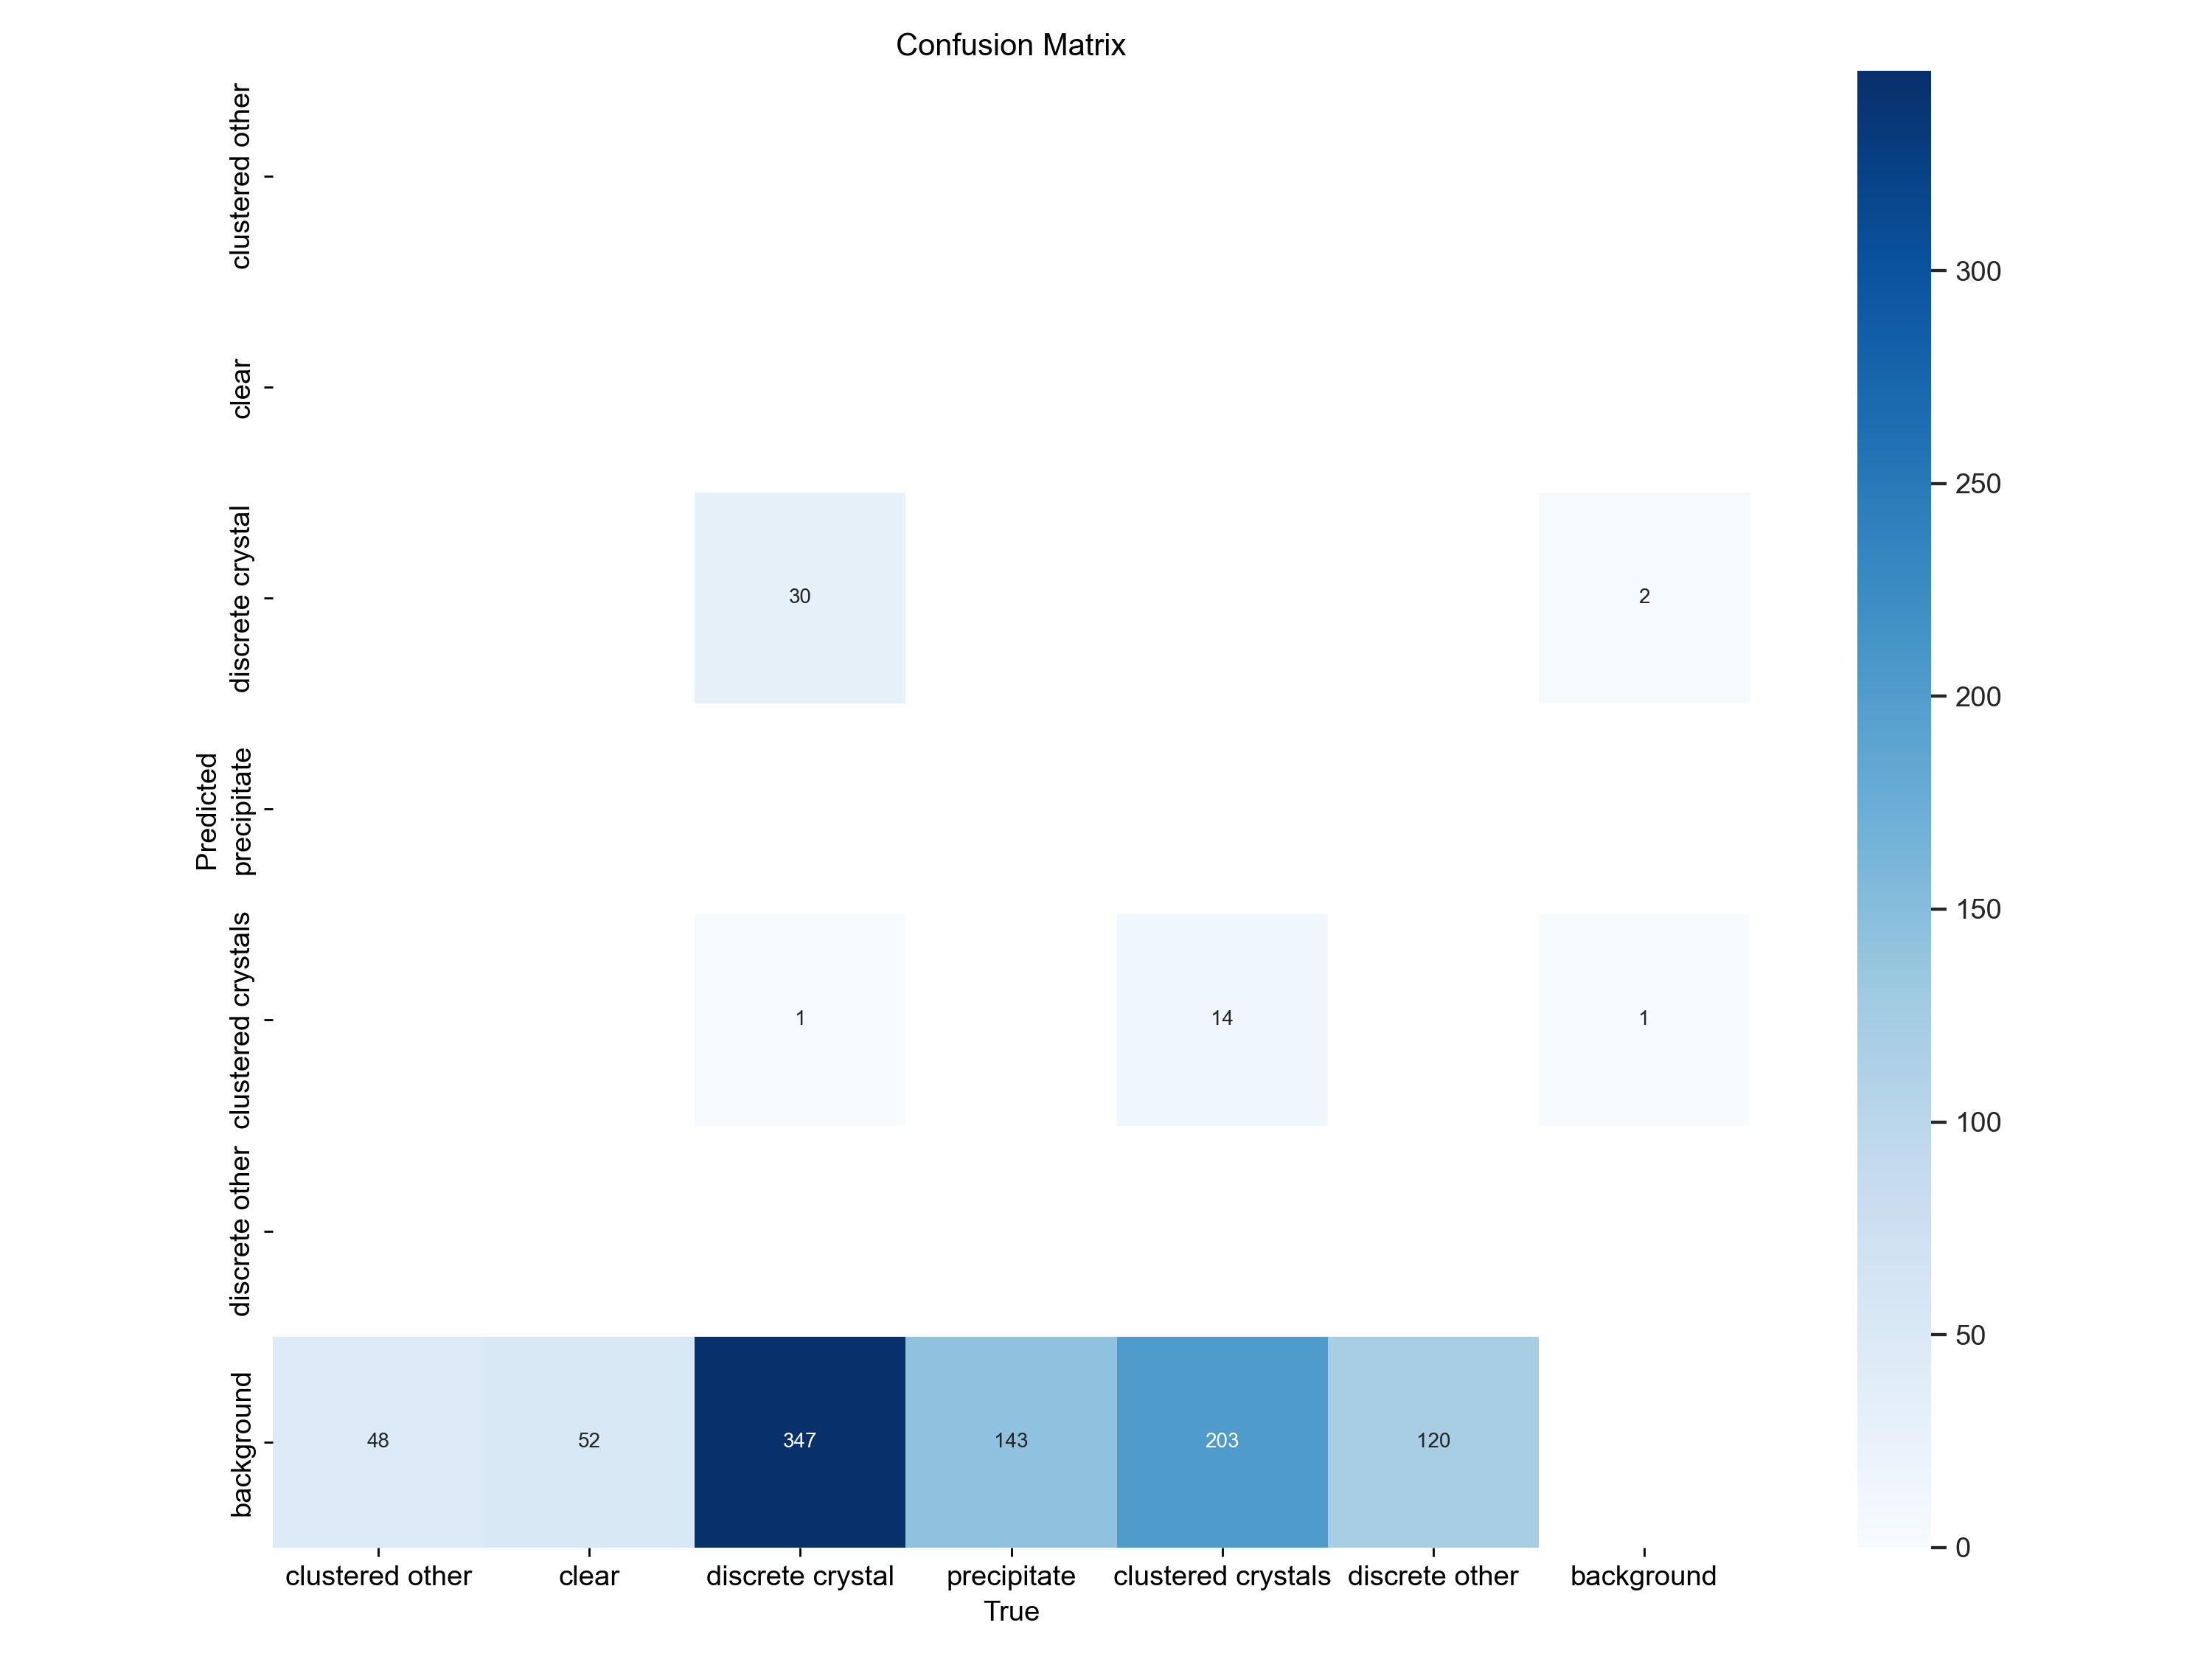 Confusion Matrix
clustered other
clear
discrete crystal
precipitate
clustered crystals
discrete other
background
Predicted
30
2
1
14
1
48
52
347
143
203
120
clustered other
clear
discrete crystal
precipitate
clustered crystals
discrete other
background
True
300
250
200
150
100
50
0